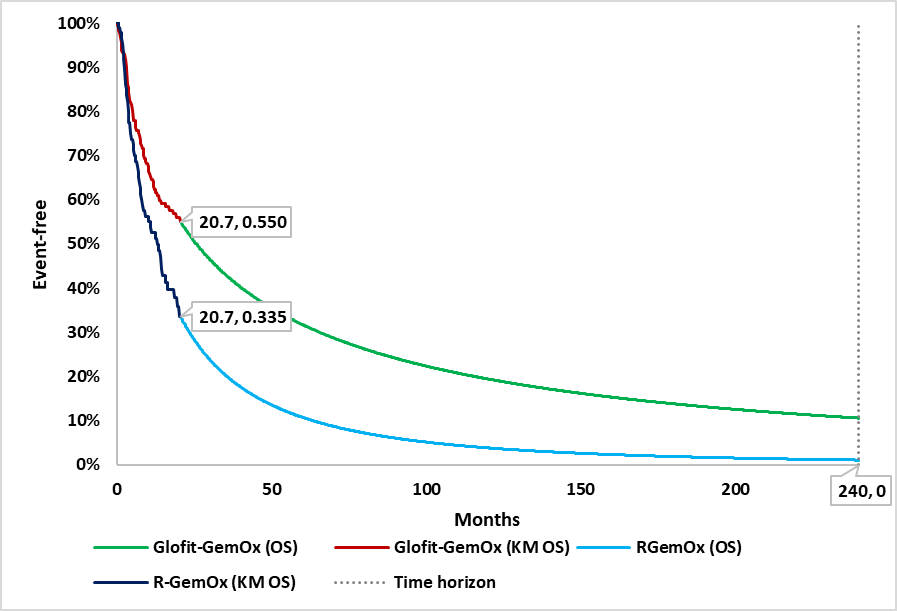 100%
90%
80%
70%
60%
50%
40%
30%
20%
10%
0%
Event-free
20.7, 0.550
20.7, 0.335
240, 0
0 50 100 150 200
Months
Glofit-GemOx (OS) Glofit-GemOx (KM OS) RGemOx (OS)
R-GemOx (KM OS) Time horizon